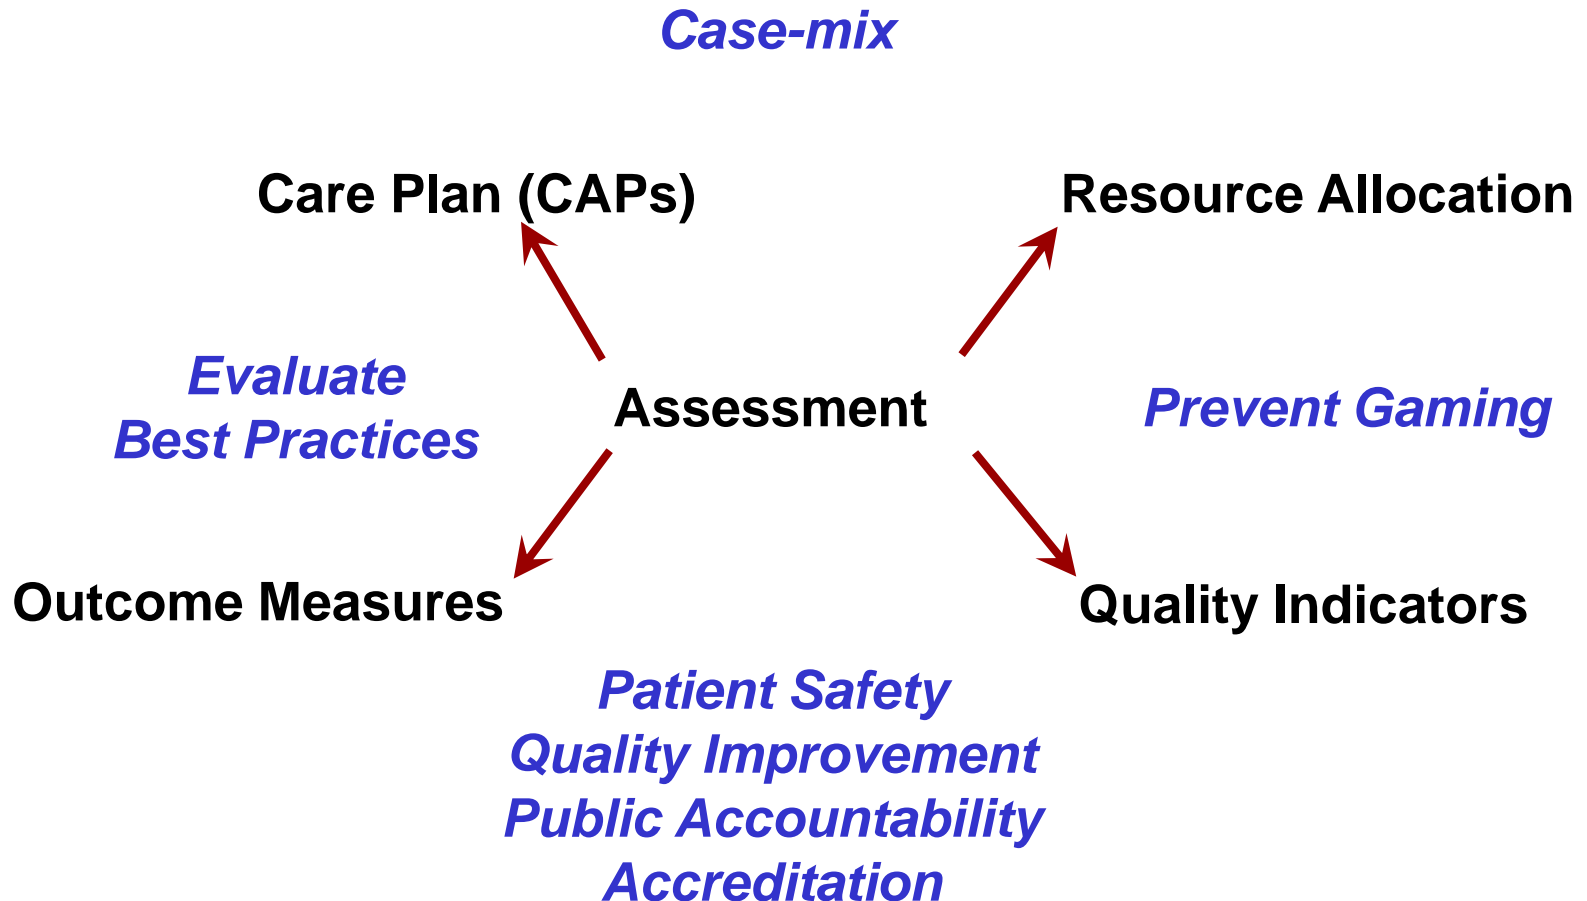 Case-mix
Care Plan (CAPs)
Resource Allocation
Evaluate
Best Practices
Assessment
Prevent Gaming
Outcome Measures
Quality Indicators
Patient Safety
Quality Improvement
Public Accountability
Accreditation